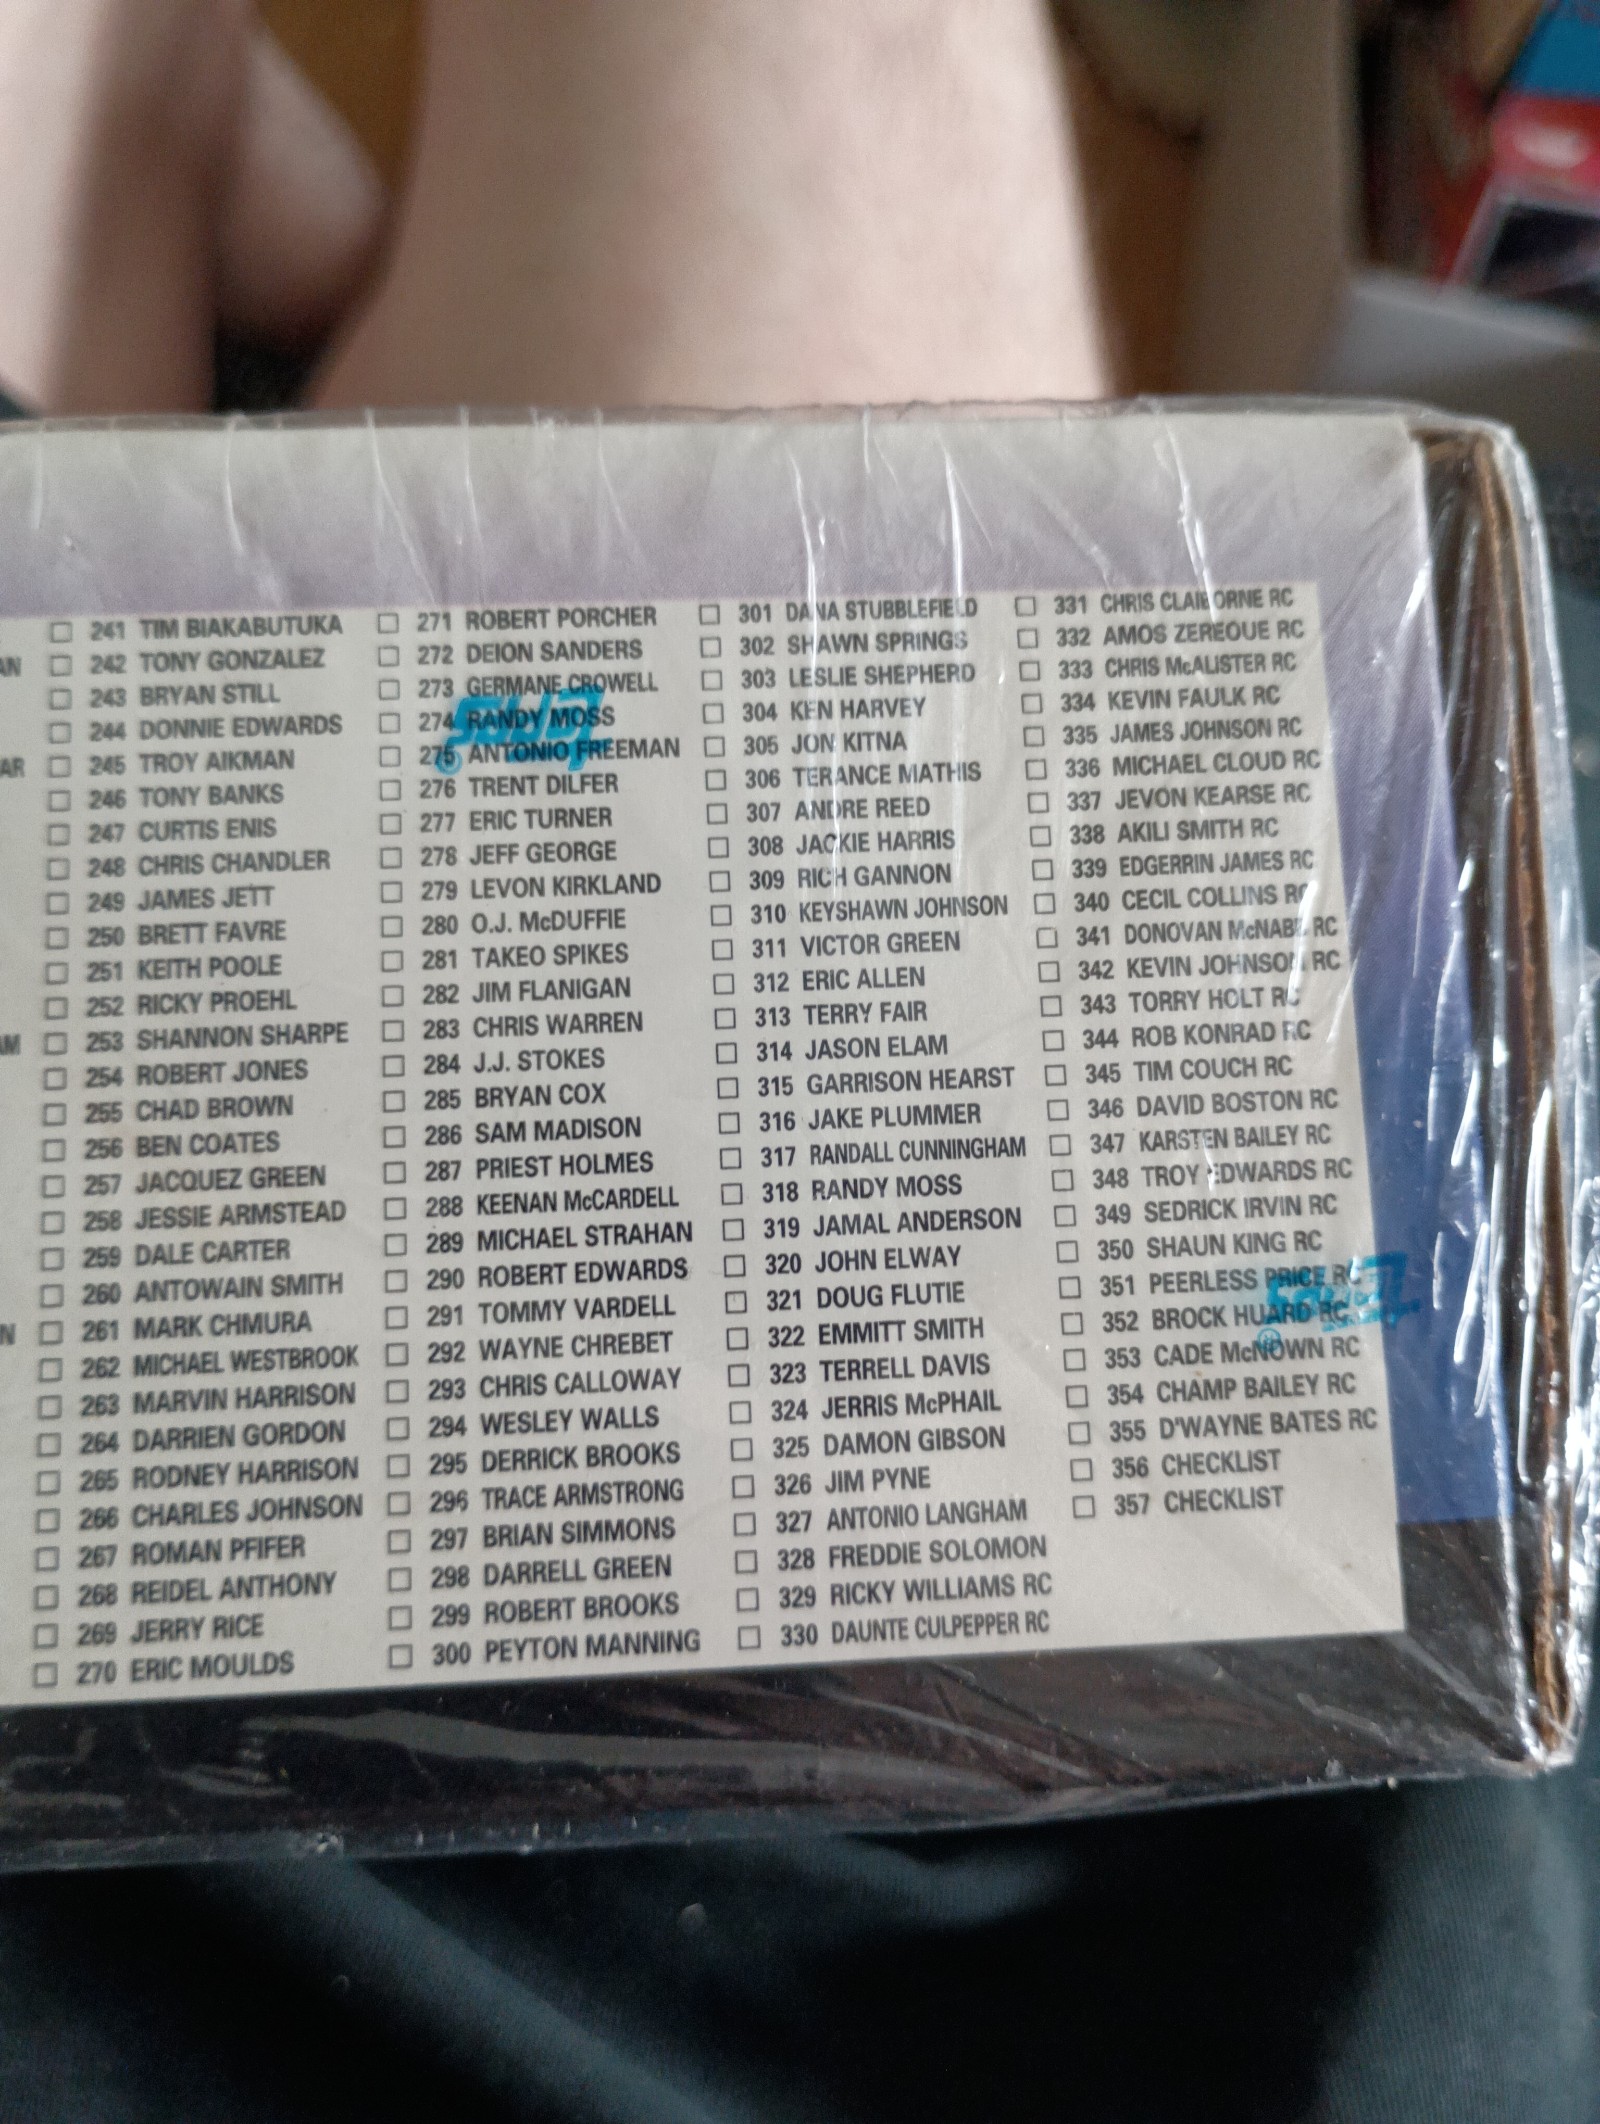 AN
AR
AM
N
241 TIM BIAKABUTUKA
242 TONY GONZALEZ
243 BRYAN STILL
244 DONNIE EDWARDS
245 TROY AIKMAN
246 TONY BANKS
247 CURTIS ENIS
248 CHRIS CHANDLER
249 JAMES JETT
250 BRETT FAVRE
251 KEITH POOLE
252 RICKY PROEHL
253 SHANNON SHARPE
254 ROBERT JONES
255 CHAD BROWN
256 BEN COATES
257 JACQUEZ GREEN
258 JESSIE ARMSTEAD
259 DALE CARTER
260 ANTOWAIN SMITH
261 MARK CHMURA
262 MICHAEL WESTBROOK
263 MARVIN HARRISON
264 DARRIEN GORDON
265 RODNEY HARRISON
266 CHARLES JOHNSON
267 ROMAN PFIFER
268 REIDEL ANTHONY
269 JERRY RICE
270 ERIC MOULDS
271 ROBERT PORCHER
272 DEION SANDERS
273 GERMANE CROWELL
274 RANDY MOSS
275 ANTONIO FREEMAN
276 TRENT DILFER
277 ERIC TURNER
278 JEFF GEORGE
279 LEVON KIRKLAND
280 O.J. McDUFFIE
281 TAKEO SPIKES
282 JIM FLANIGAN
283 CHRIS WARREN
284 J.J. STOKES
285 BRYAN COX
286 SAM MADISON
287 PRIEST HOLMES
288 KEENAN McCARDELL
289 MICHAEL STRAHAN
290 ROBERT EDWARDS
291 TOMMY VARDELL
292 WAYNE CHREBET
293 CHRIS CALLOWAY
294 WESLEY WALLS
295 DERRICK BROOKS
296 TRACE ARMSTRONG
297 BRIAN SIMMONS
298 DARRELL GREEN
299 ROBERT BROOKS
300 PEYTON MANNING
301 DANA STUBBLEFIELD
302 SHAWN SPRINGS
303 LESLIE SHEPHERD
304 KEN HARVEY
305 JON KITNA
306 TERANCE MATHIS
307 ANDRE REED
308 JACKIE HARRIS
309 RICH GANNON
310 KEYSHAWN JOHNSON
311 VICTOR GREEN
312 ERIC ALLEN
313 TERRY FAIR
314 JASON ELAM
315 GARRISON HEARST
316 JAKE PLUMMER
317 RANDALL CUNNINGHAM
318 RANDY MOSS
319 JAMAL ANDERSON
320 JOHN ELWAY
321 DOUG FLUTIE
322 EMMITT SMITH
323 TERRELL DAVIS
324 JERRIS McPHAIL
325 DAMON GIBSON
326 JIM PYNE
327 ANTONIO LANGHAM
328 FREDDIE SOLOMON
329 RICKY WILLIAMS RC
330 DAUNTE CULPEPPER RC
331 CHRIS CLAIBORNE RC
332 AMOS ZEREOUE RC
333 CHRIS McALISTER RC
334 KEVIN FAULK RC
335 JAMES JOHNSON RC
336 MICHAEL CLOUD RC
337 JEVON KEARSE RC
338 AKILI SMITH RC
339 EDGERRIN JAMES RC
340 CECIL COLLINS RC
341 DONOVAN McNABB RC
342 KEVIN JOHNSON RC
343 TORRY HOLT RC
344 ROB KONRAD RC
345 TIM COUCH RC
346 DAVID BOSTON RC
347 KARSTEN BAILEY RC
348 TROY EDWARDS RC
349 SEDRICK IRVIN RC
350 SHAUN KING RC
351 PEERLESS PRICE RC
352 BROCK HUARD RC
353 CADE McNOWN RC
354 CHAMP BAILEY RC
355 D'WAYNE BATES RC
356 CHECKLIST
357 CHECKLIST